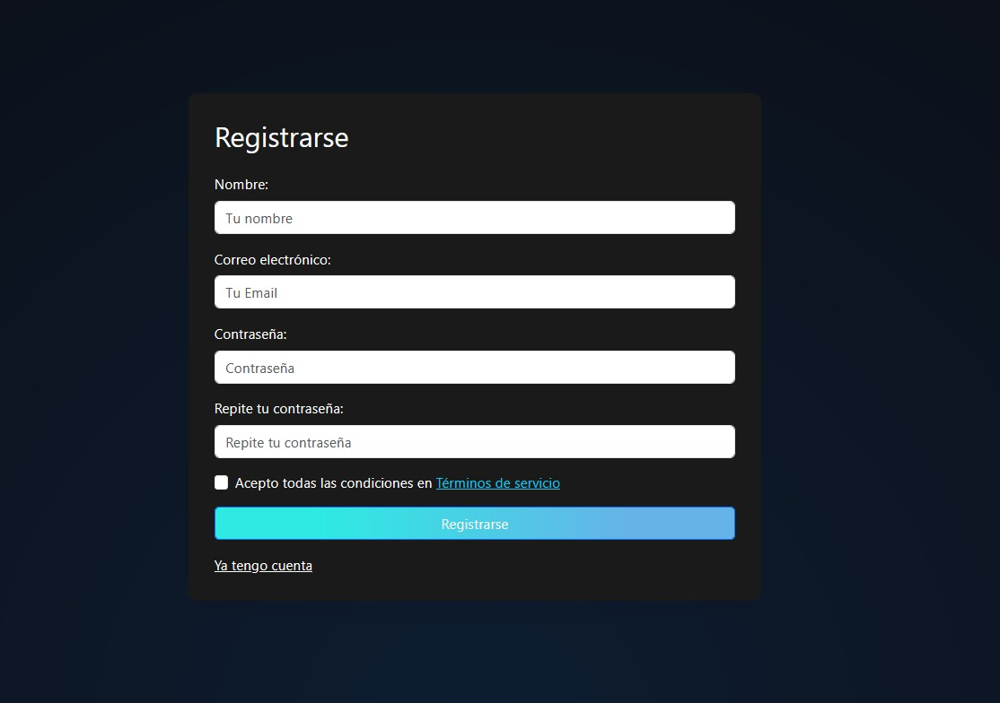 Registrarse
Nombre:
Tu nombre
Correo electrónico:
Tu Email
Contraseña:
Contraseña
Repite tu contraseña:
Repite tu contraseña
Acepto todas las condiciones en Términos de servicio
Registrarse
Ya tengo cuenta